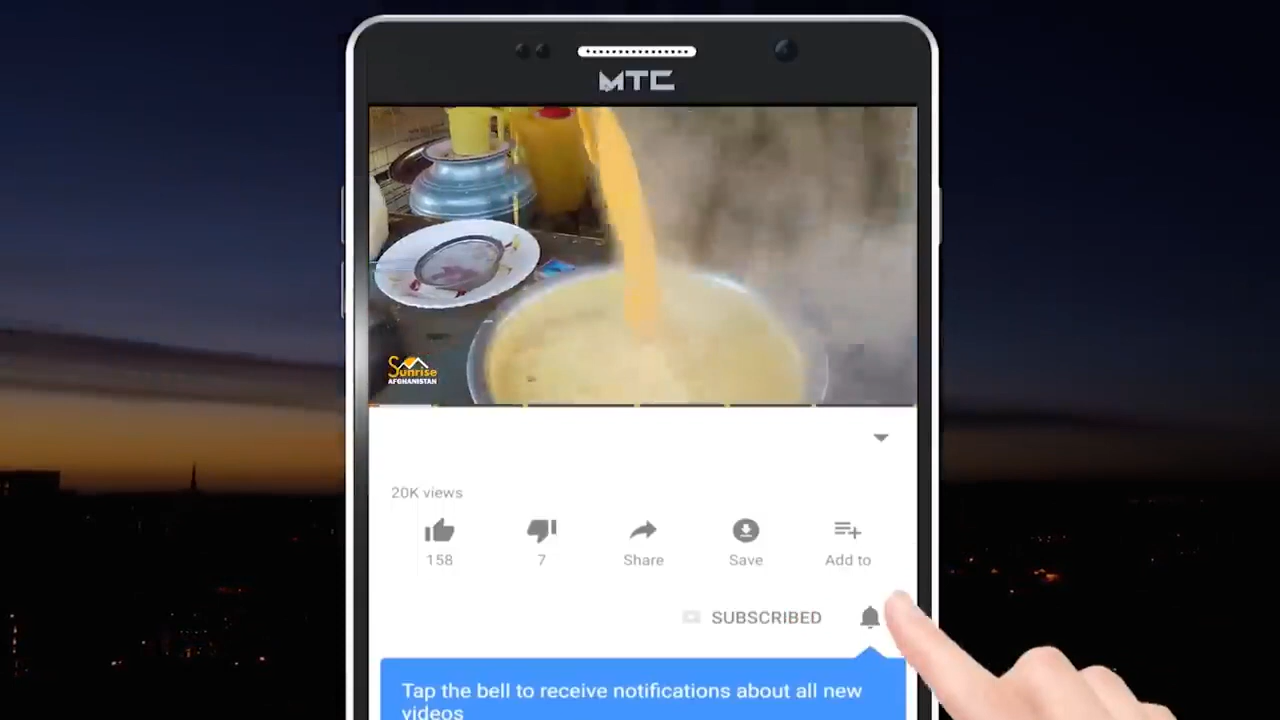 MTC
Sunrise
AFGHANISTAN
20K views
158
7
Share
Save
Add to
SUBSCRIBED
Tap the bell to receive notifications about all new
videos